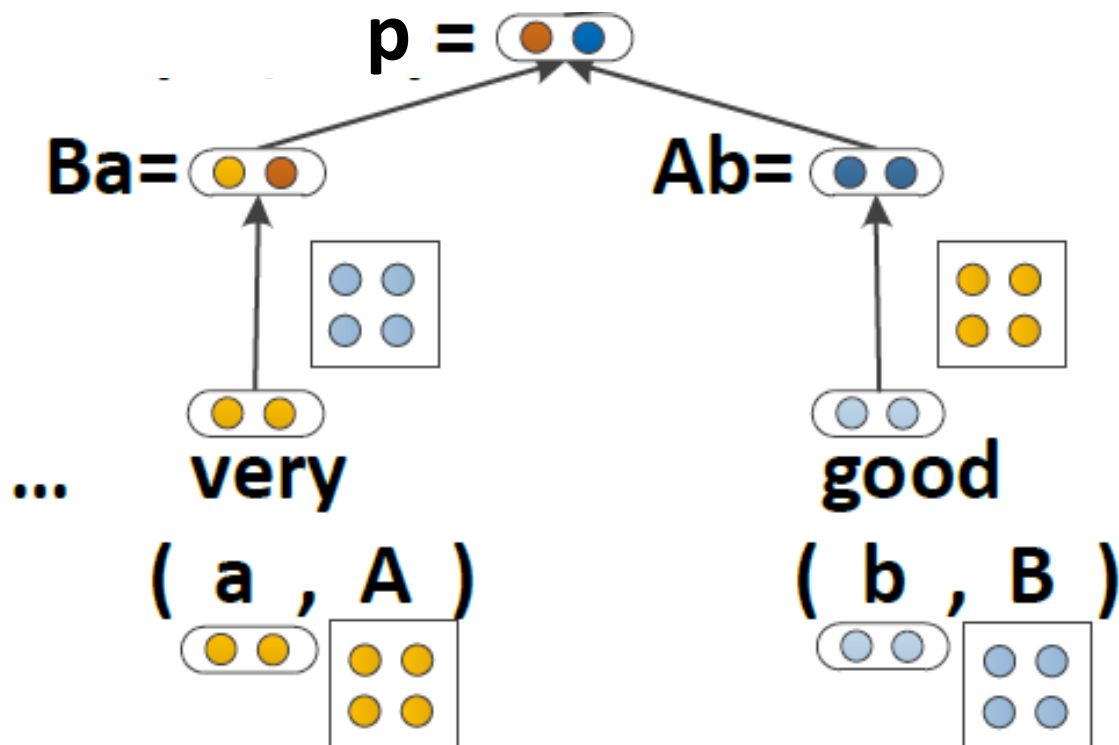 p =
Ba= Ab=
... very good
( a , A ) ( b , B )